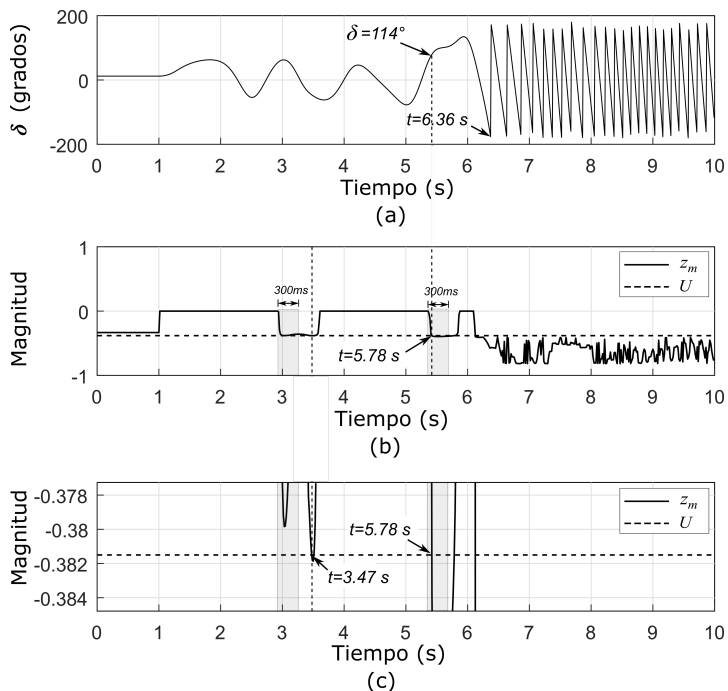 200
0
-200
δ (grados)
δ =114°
t=6.36 s
0 1 2 3 4 5 6 7 8 9 10
Tiempo (s)
(a)
1
0
-1
Magnitud
300ms
300ms
t=5.78 s
z_m
U
0 1 2 3 4 5 6 7 8 9 10
Tiempo (s)
(b)
-0.378
-0.38
-0.382
-0.384
Magnitud
t=5.78 s
t=3.47 s
z_m
U
0 1 2 3 4 5 6 7 8 9 10
Tiempo (s)
(c)